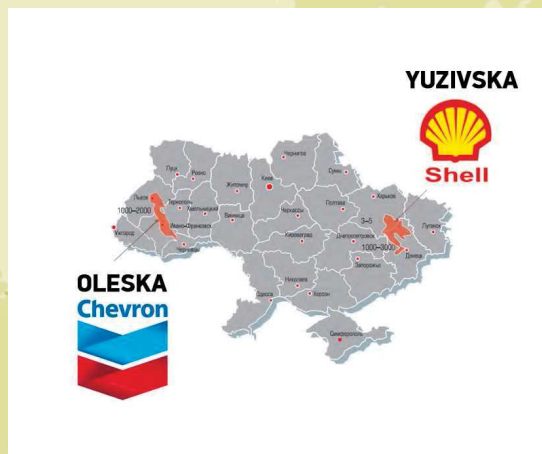 YUZIVSKA
Shell
Чернигов
Луцк
Ровно
Сумы
Киев
Житомир
Харьков
Львов
Тернополь
Полтава
1000–2000
Хмельницкий
Черкассы
3–5
Луганск
Винница
Ивано-Франковск
Ужгород
Кировоград
Днепропетровск
1000–3000
Черновцы
Донецк
Запорожье
OLESKA
Николаев
Chevron
Одесса
Херсон
Симферополь